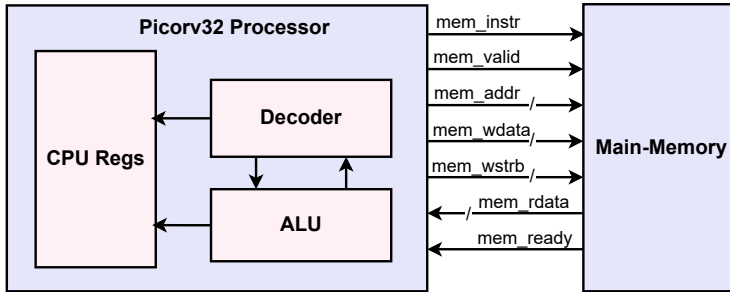 Picorv32 Processor
CPU Regs
Decoder
ALU
mem_instr
mem_valid
mem_addr
mem_wdata
mem_wstrb
mem_rdata
mem_ready
Main-Memory